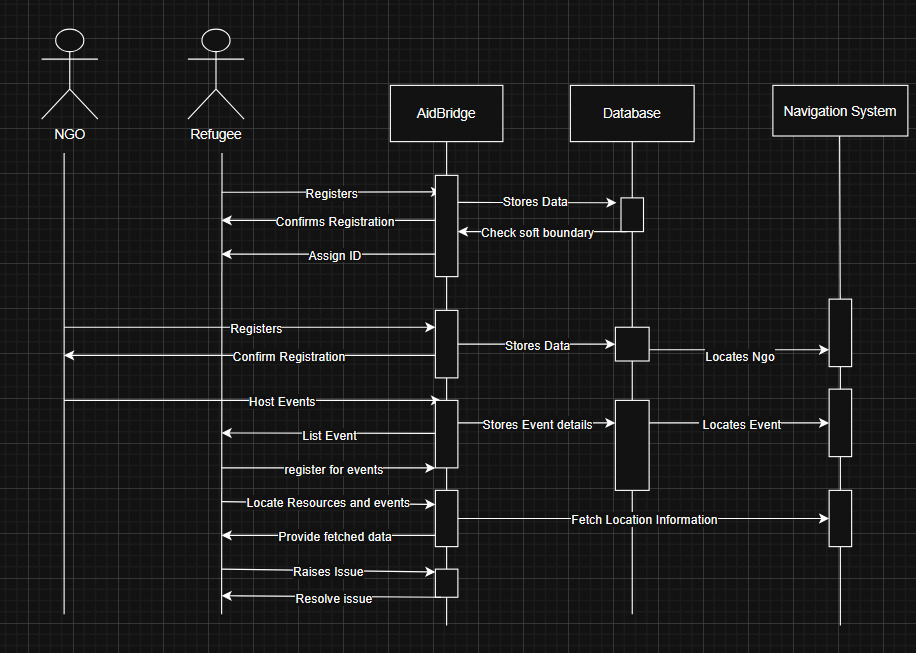 NGO
Refugee
AidBridge
Database
Navigation System
Registers
Stores Data
Confirms Registration
Check soft boundary
Assign ID
Registers
Stores Data
Confirm Registration
Locates Ngo
Host Events
Stores Event details
Locates Event
List Event
register for events
Locate Resources and events
Fetch Location Information
Provide fetched data
Raises Issue
Resolve issue